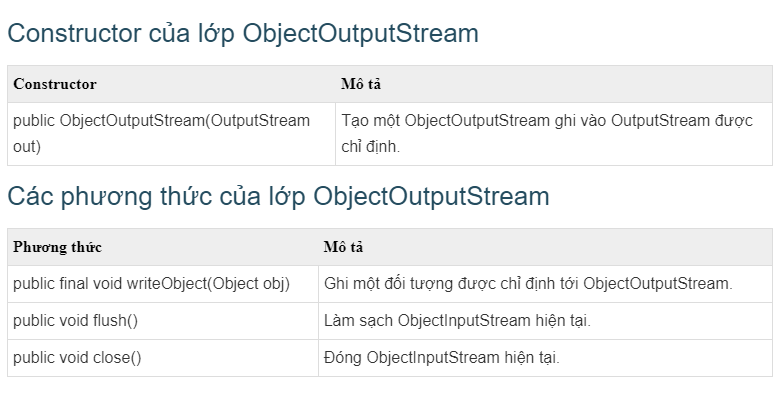 Constructor của lớp ObjectOutputStream
Constructor Mô tả
public ObjectOutputStream(OutputStream Tạo một ObjectOutputStream ghi vào OutputStream được
out) chỉ định.
Các phương thức của lớp ObjectOutputStream
Phương thức Mô tả
public final void writeObject(Object obj) Ghi một đối tượng được chỉ định tới ObjectOutputStream.
public void flush() Làm sạch ObjectInputStream hiện tại.
public void close() Đóng ObjectInputStream hiện tại.